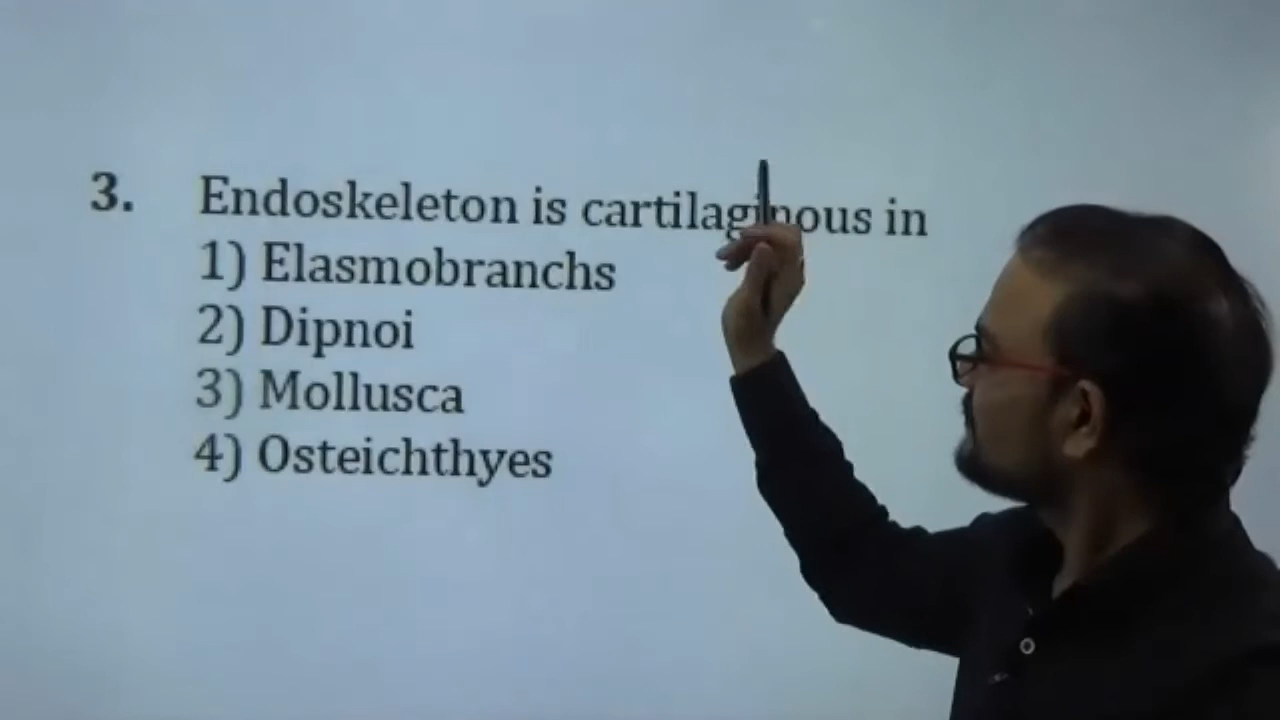 3. Endoskeleton is cartilaginous in
1) Elasmobranchs
2) Dipnoi
3) Mollusca
4) Osteichthyes